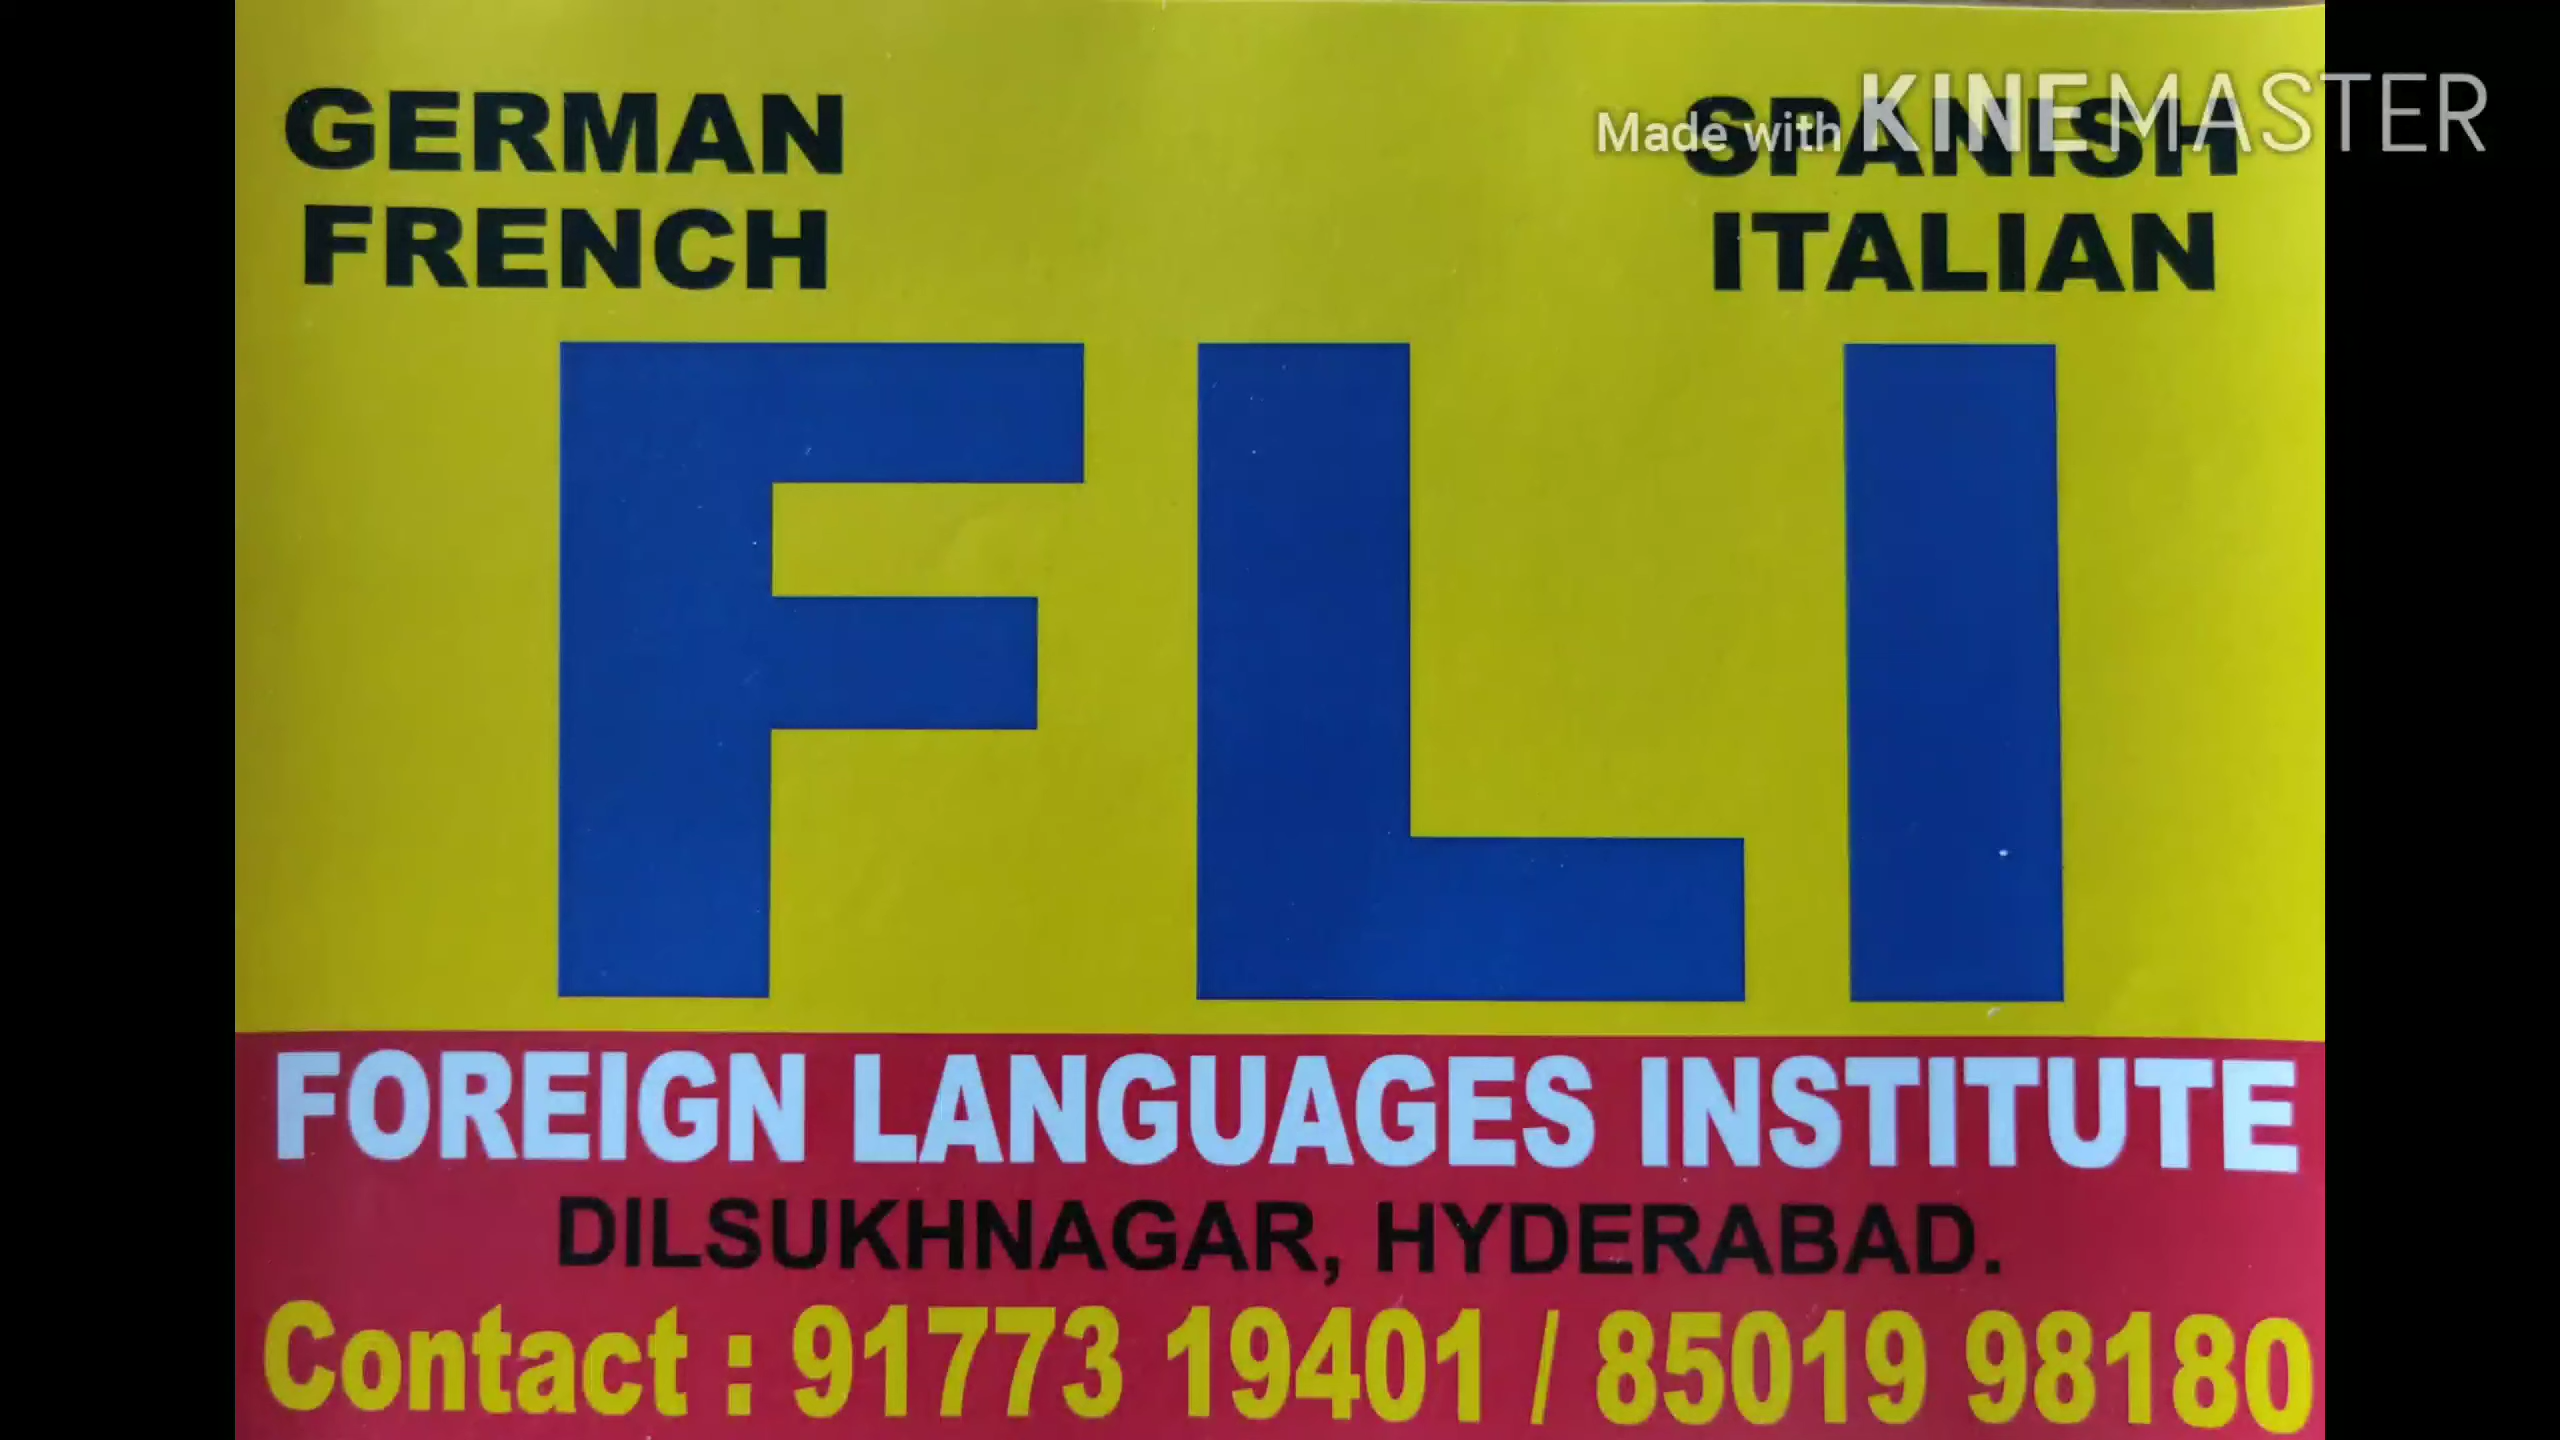 GERMAN
FRENCH
Made with KINEMASTER
SPANISH
ITALIAN
FLI
FOREIGN LANGUAGES INSTITUTE
DILSUKHNAGAR, HYDERABAD.
Contact : 91773 19401 / 85019 98180